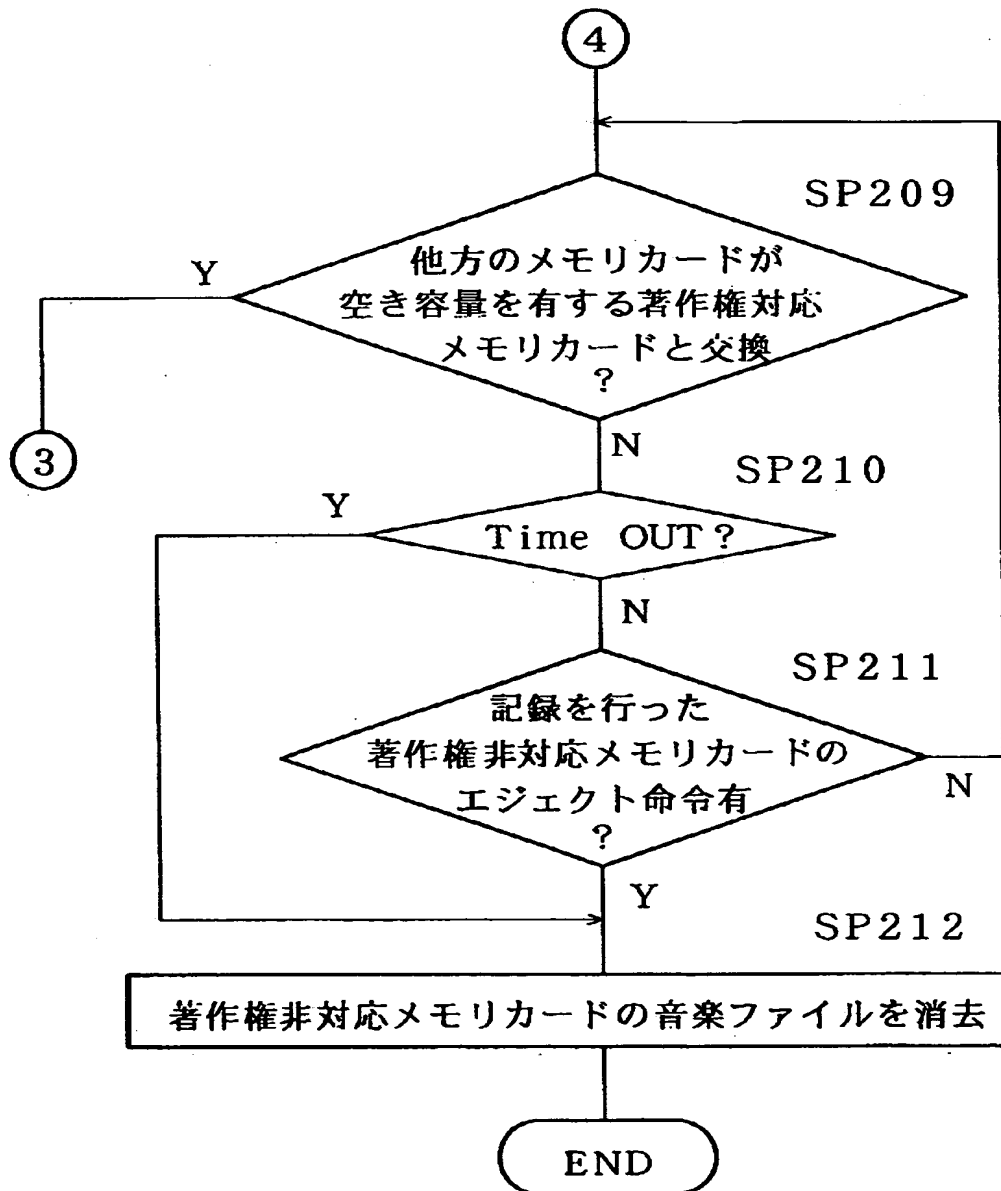 ④
SP209
他方のメモリカードが
空き容量を有する著作権対応
メモリカードと交換
?
Y
③
N
SP210
Y
Time OUT?
N
SP211
記録を行った
著作権非対応メモリカードの
エジェクト命令有
?
N
Y
SP212
著作権非対応メモリカードの音楽ファイルを消去
END